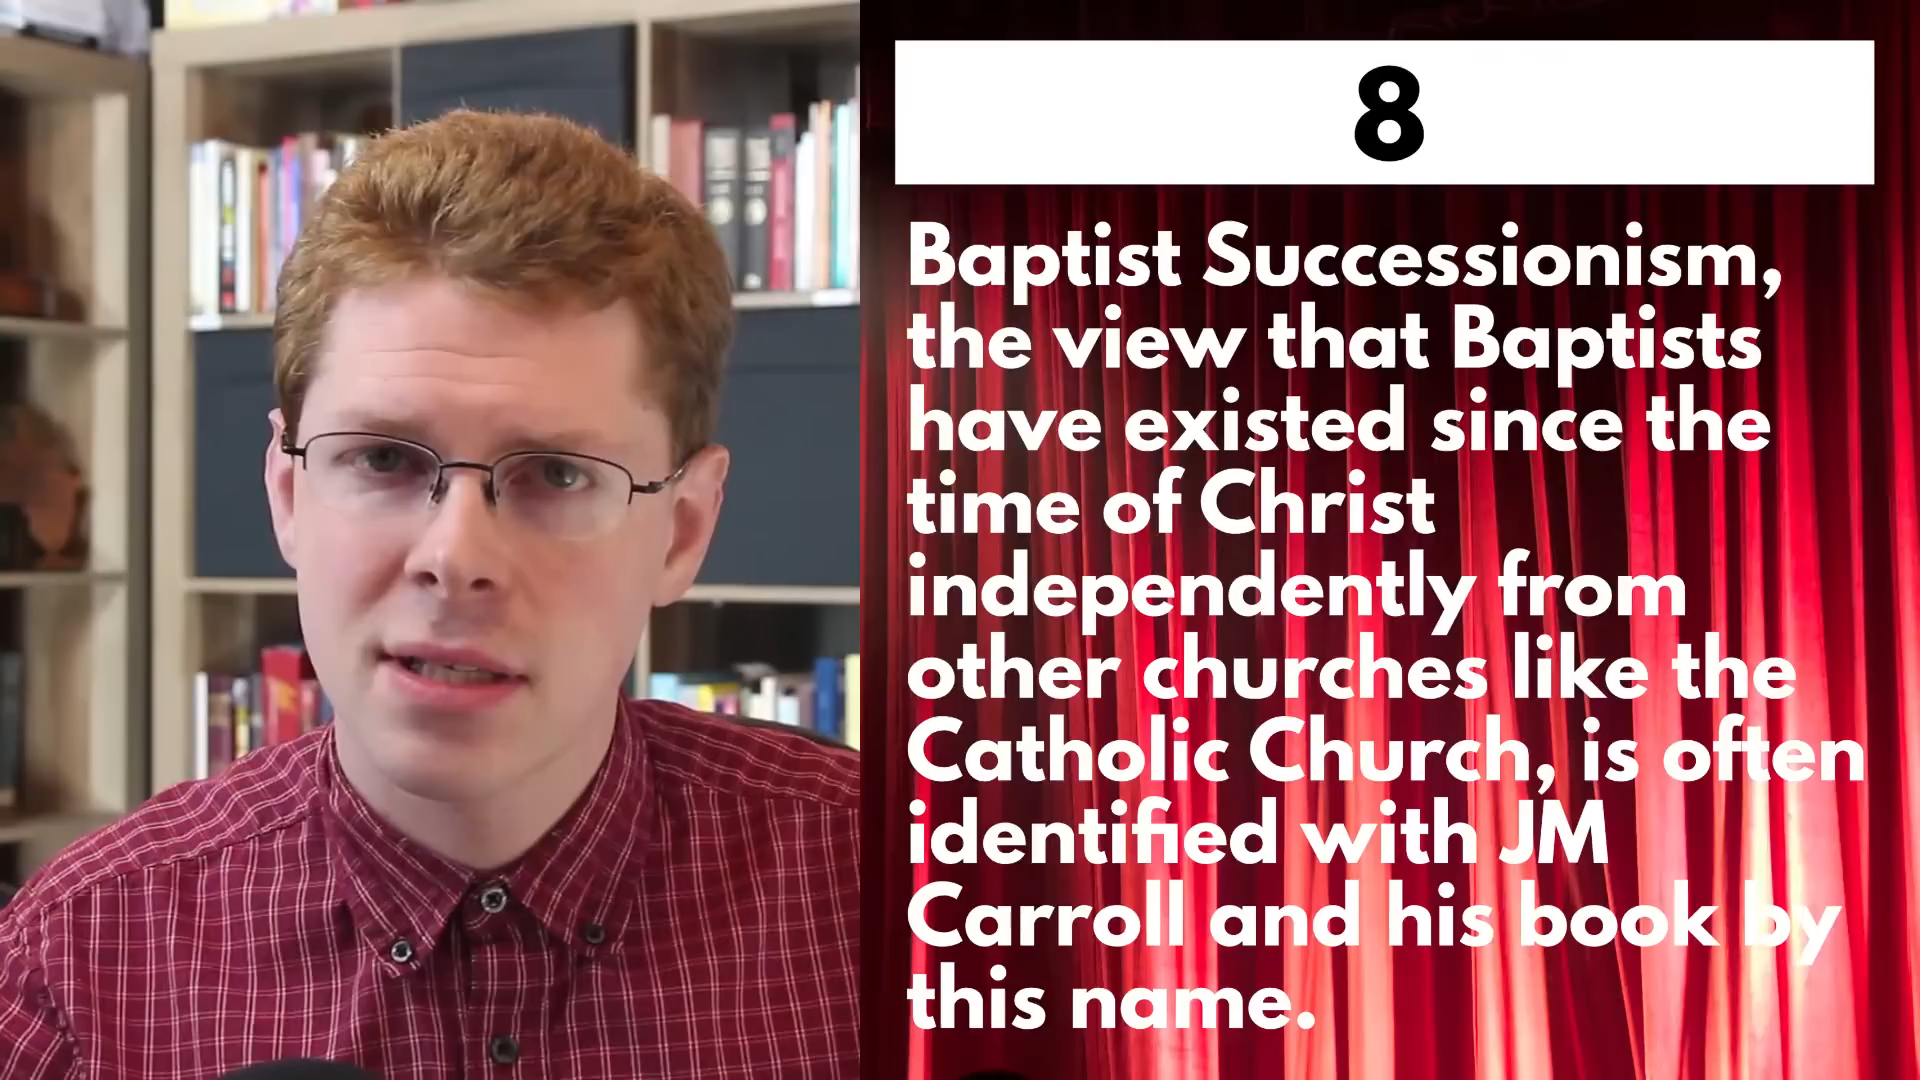 8
Baptist Successionism,
the view that Baptists
have existed since the
time of Christ
independently from
other churches like the
Catholic Church, is often
identified with JM
Carroll and his book by
this name.